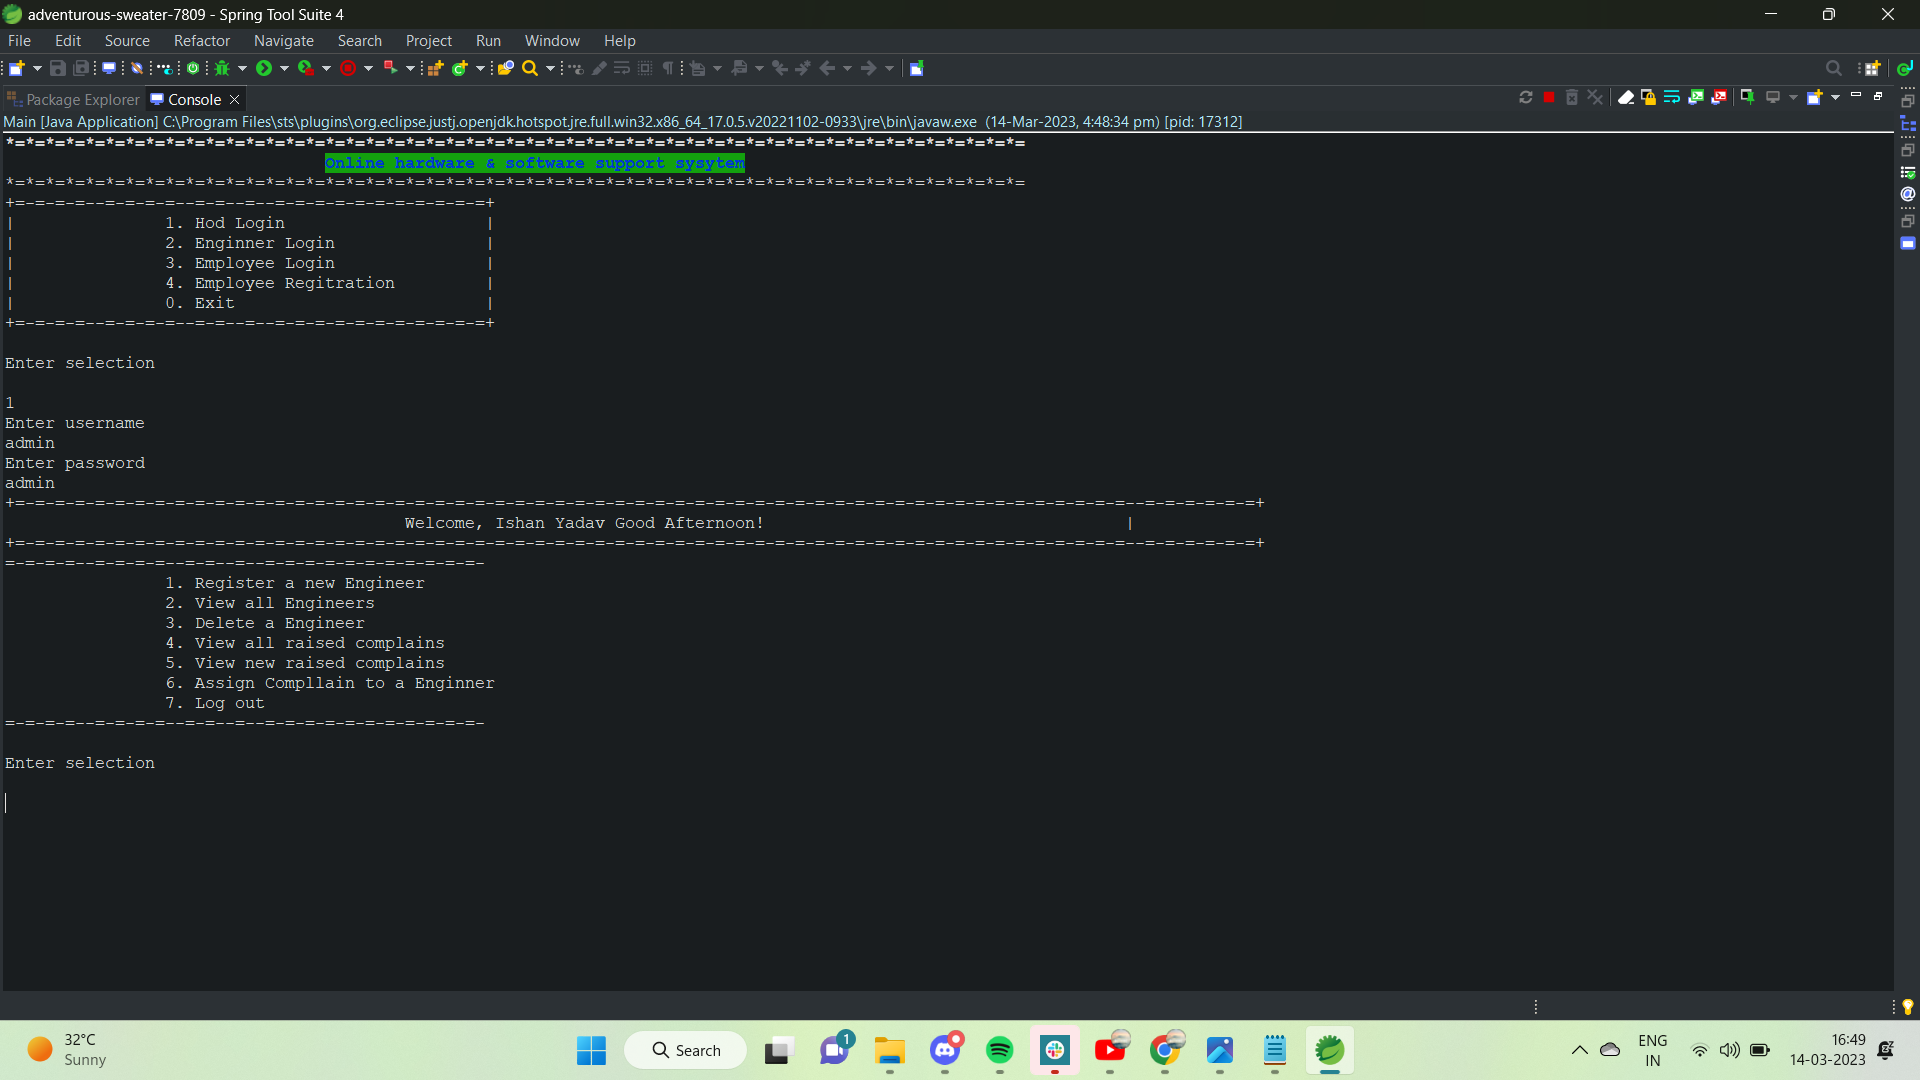 adventurous-sweater-7809 - Spring Tool Suite 4
File Edit Source Refactor Navigate Search Project Run Window Help
Package Explorer Console
Main [Java Application] C:\Program Files\sts\plugins\org.eclipse.justj.openjdk.hotspot.jre.full.win32.x86_64_17.0.5.v20221102-0933\jre\bin\javaw.exe (14-Mar-2023, 4:48:34 pm) [pid: 17312]
*=*=*=*=*=*=*=*=*=*=*=*=*=*=*=*=*=*=*=*=*=*=*=*=*=*=*=*=*=*=*=*=*=*=*=*=*=*=*=*=*=*=*=*=*=*=*=*=*=*=*=
Online hardware & software support sysytem
*=*=*=*=*=*=*=*=*=*=*=*=*=*=*=*=*=*=*=*=*=*=*=*=*=*=*=*=*=*=*=*=*=*=*=*=*=*=*=*=*=*=*=*=*=*=*=*=*=*=*=
+=-=-=-=--=-=-=-=--=-=--=--=-=-=--=-=-=-=-=-=-=-=+
| 1. Hod Login |
| 2. Enginner Login |
| 3. Employee Login |
| 4. Employee Regitration |
| 0. Exit |
+=-=-=-=--=-=-=-=--=-=--=--=-=-=--=-=-=-=-=-=-=-=+
Enter selection
1
Enter username
admin
Enter password
admin
+=-=-=-=-=-=-=-=-=-=-=-=-=-=-=-=-=-=-=-=-=-=-=-=-=-=-=-=-=-=-=-=-=-=-=-=-=-=-=-=-=-=-=-=-=-=-=-=-=-=-=-=-=-=-=-=--=-=-=-=-=-=+
Welcome, Ishan Yadav Good Afternoon! |
+=-=-=-=-=-=-=-=-=-=-=-=-=-=-=-=-=-=-=-=-=-=-=-=-=-=-=-=-=-=-=-=-=-=-=-=-=-=-=-=-=-=-=-=-=-=-=-=-=-=-=-=-=-=-=-=--=-=-=-=-=-=+
=-=-=-=--=-=-=-=--=-=--=--=-=-=--=-=-=-=-=-=-==-
1. Register a new Engineer
2. View all Engineers
3. Delete a Engineer
4. View all raised complains
5. View new raised complains
6. Assign Compllain to a Enginner
7. Log out
=-=-=-=--=-=-=-=--=-=--=--=-=-=--=-=-=-=-=-=-==-
Enter selection
32°C
Sunny
Search
1
ENG
IN
16:49
14-03-2023